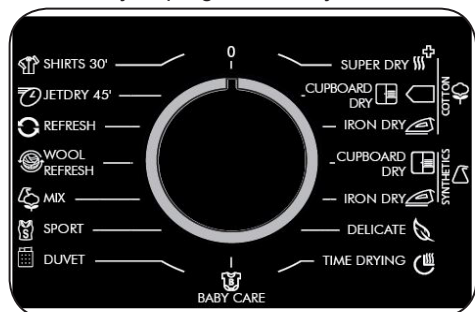 0
SHIRTS 30'
JETDRY 45'
REFRESH
WOOL
REFRESH
MIX
SPORT
DUVET
BABY CARE
SUPER DRY
CUPBOARD
DRY
IRON DRY
COTTON
CUPBOARD
DRY
IRON DRY
SYNTHETICS
DELICATE
TIME DRYING